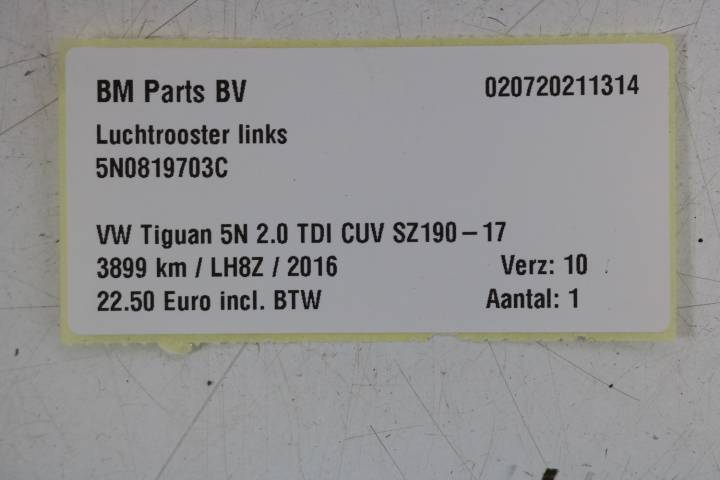 BM Parts BV 020720211314
Luchtrooster links
5N0819703C
VW Tiguan 5N 2.0 TDI CUV SZ190-17
3899 km / LH8Z / 2016 Verz: 10
22.50 Euro incl. BTW Aantal: 1